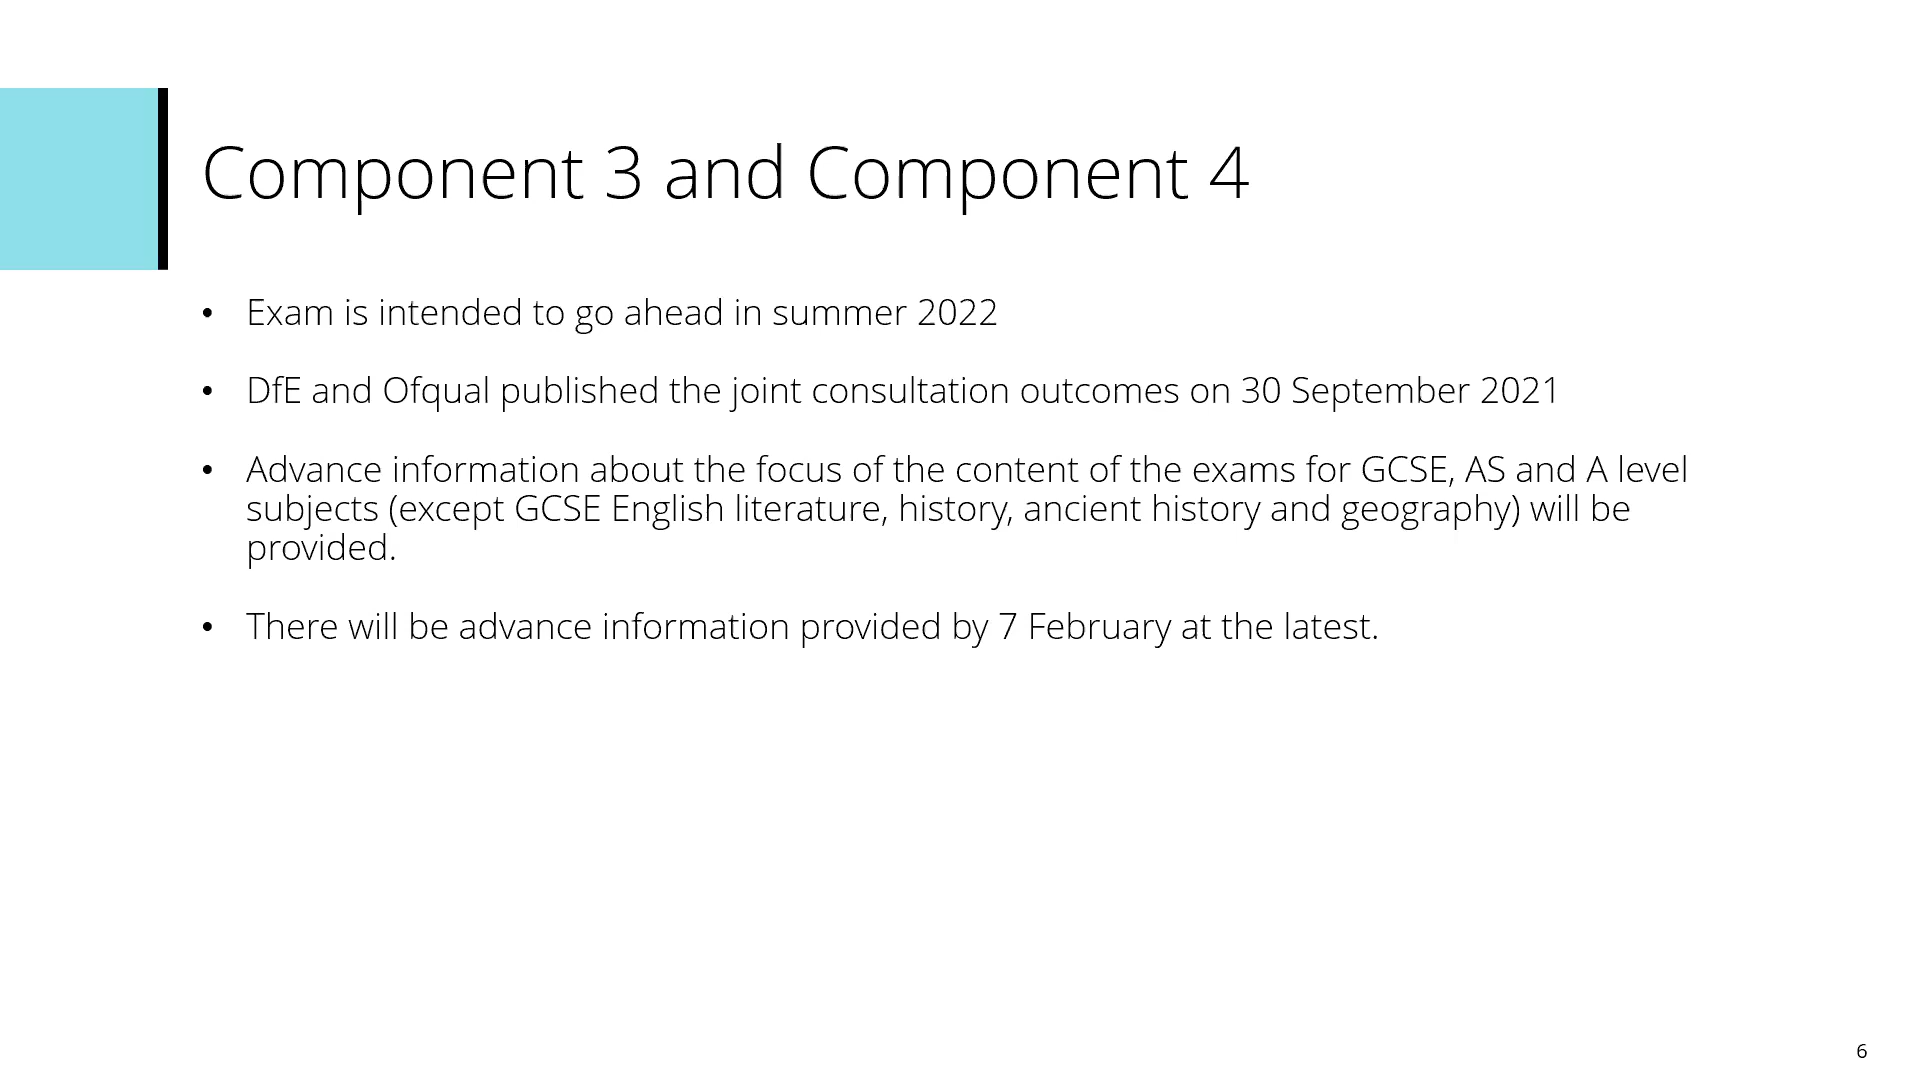 Component 3 and Component 4
• Exam is intended to go ahead in summer 2022
• DfE and Ofqual published the joint consultation outcomes on 30 September 2021
• Advance information about the focus of the content of the exams for GCSE, AS and A level
subjects (except GCSE English literature, history, ancient history and geography) will be
provided.
• There will be advance information provided by 7 February at the latest.
6